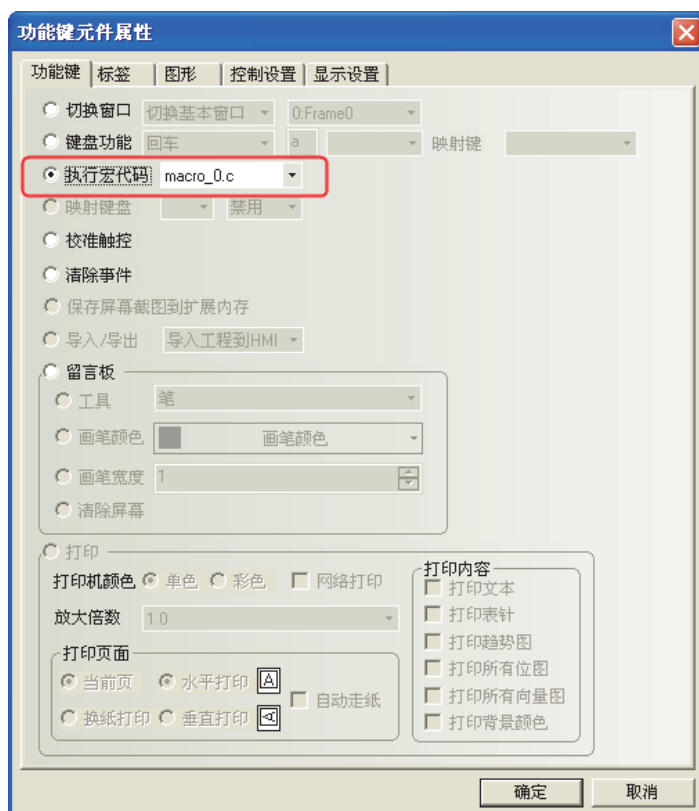 功能键元件属性
功能键 标签 图形 控制设置 显示设置
切换窗口 切换基本窗口 0:Frame0
键盘功能 回车 a 映射键
执行宏代码 macro_0.c
映射键盘 禁用
校准触控
清除事件
保存屏幕截图到扩展内存
导入/导出 导入工程到HMI
留言板
工具 笔
画笔颜色 画笔颜色
画笔宽度 1
清除屏幕
打印
打印机颜色 单色 彩色 网络打印
放大倍数 1.0
打印页面
当前页 水平打印 A
换纸打印 垂直打印 A
自动走纸
打印内容
打印文本
打印表针
打印趋势图
打印所有位图
打印所有向量图
打印背景颜色
确定 取消